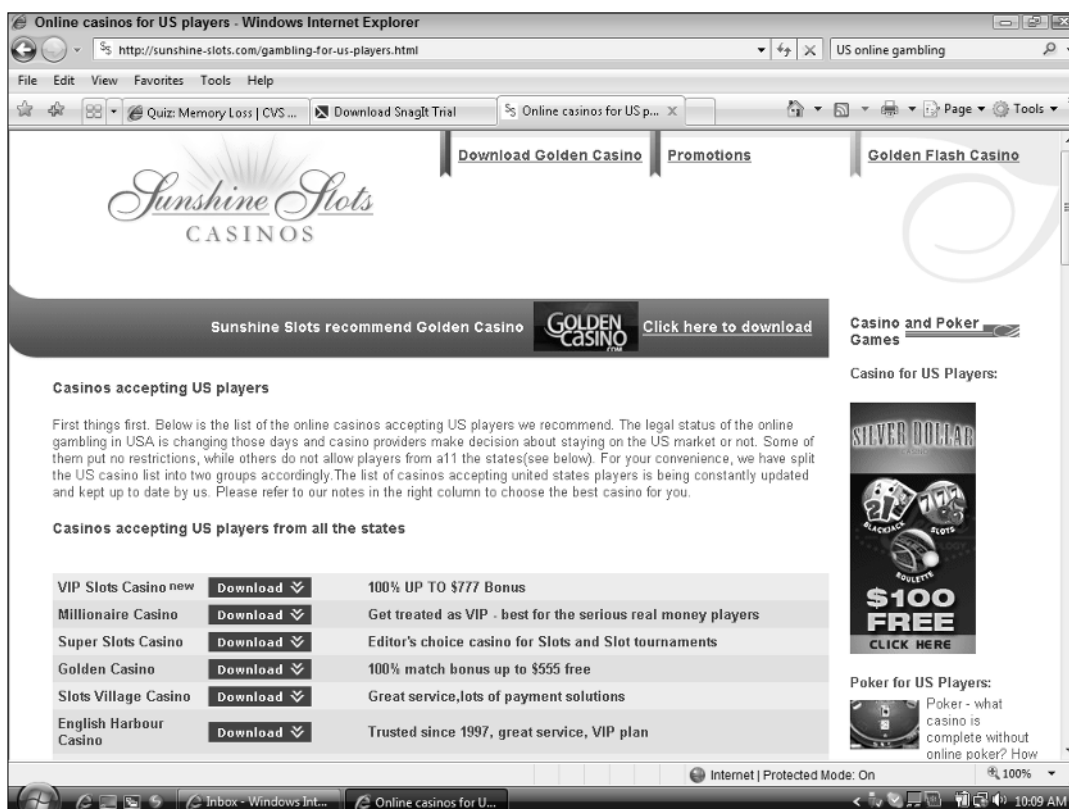 Online casinos for US players - Windows Internet Explorer
http://sunshine-slots.com/gambling-for-us-players.html
US online gambling
File Edit View Favorites Tools Help
Quiz: Memory Loss | CVS ...
Download SnagIt Trial
Online casinos for US p...
Page
Tools
Download Golden Casino
Promotions
Golden Flash Casino
Sunshine Slots
CASINOS
Sunshine Slots recommend Golden Casino
GOLDEN
CASINO
.COM
Click here to download
Casino and Poker
Games
Casino for US Players:
Casinos accepting US players
First things first. Below is the list of the online casinos accepting US players we recommend. The legal status of the online
gambling in USA is changing those days and casino providers make decision about staying on the US market or not. Some of
them put no restrictions, while others do not allow players from a11 the states(see below). For your convenience, we have split
the US casino list into two groups accordingly.The list of casinos accepting united states players is being constantly updated
and kept up to date by us. Please refer to our notes in the right column to choose the best casino for you.
Casinos accepting US players from all the states
VIP Slots Casino new Download 100% UP TO $777 Bonus
Millionaire Casino Download Get treated as VIP - best for the serious real money players
Super Slots Casino Download Editor's choice casino for Slots and Slot tournaments
Golden Casino Download 100% match bonus up to $555 free
Slots Village Casino Download Great service,lots of payment solutions
English Harbour
Casino Download Trusted since 1997, great service, VIP plan
SILVER DOLLAR
CASINO
21
BLACKJACK
777
SLOTS
ROULETTE
$100
FREE
CLICK HERE
Poker for US Players:
Poker - what
casino is
complete without
online poker? How
Internet | Protected Mode: On
100%
Inbox - Windows Int...
Online casinos for U...
10:09 AM